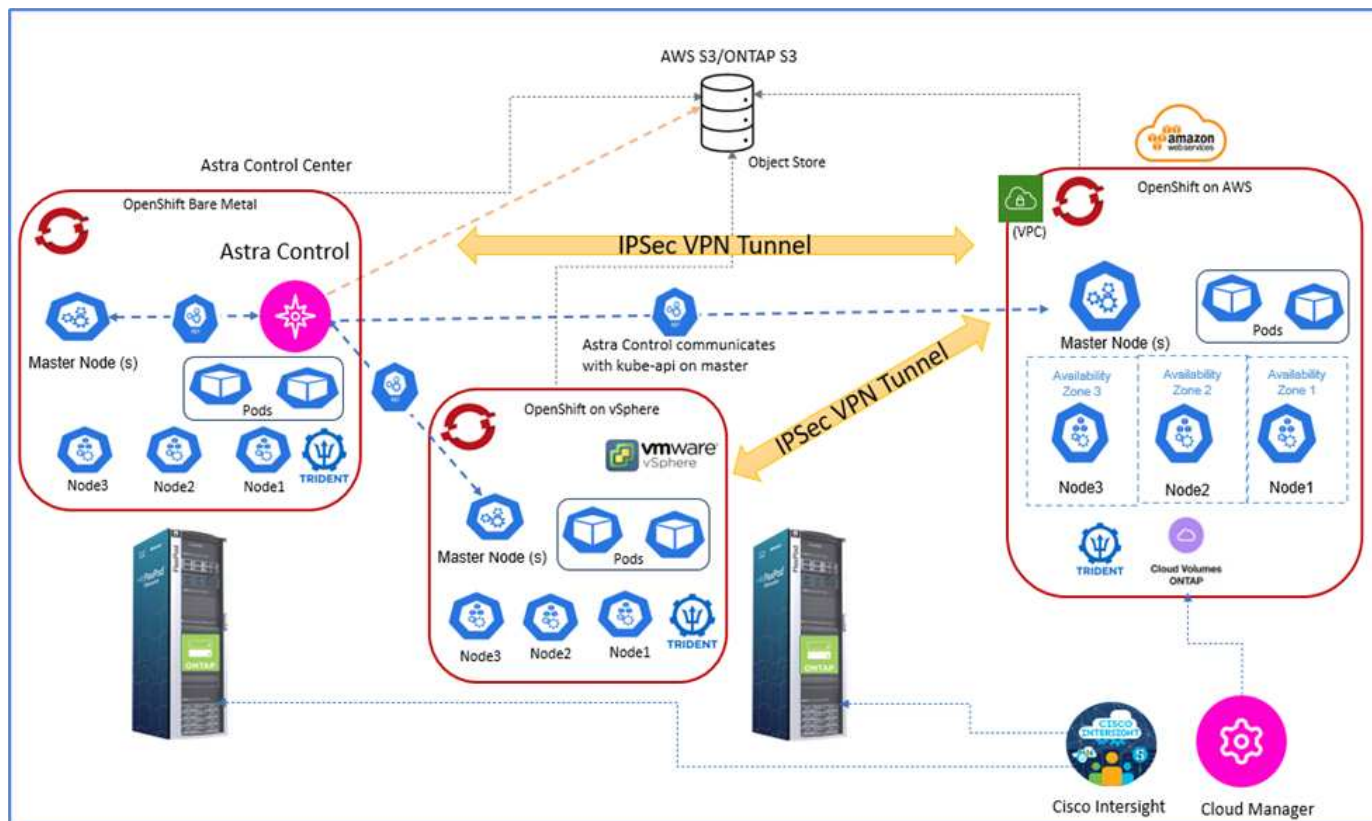 AWS S3/ONTAP S3
Object Store
Astra Control Center
OpenShift Bare Metal
Astra Control
Master Node (s)
Pods
Node3
Node2
Node1
TRIDENT
IPSec VPN Tunnel
Astra Control communicates
with kube-api on master
OpenShift on vSphere
vmware
vSphere
Master Node (s)
Pods
Node3
Node2
Node1
TRIDENT
IPSec VPN Tunnel
amazon
webservices
OpenShift on AWS
(VPC)
Master Node (s)
Pods
Availability
Zone 3
Availability
Zone 2
Availability
Zone 1
Node3
Node2
Node1
TRIDENT
Cloud Volumes
ONTAP
FlexPod
ONTAP
FlexPod
ONTAP
CISCO
INTERSIGHT
Cisco Intersight
Cloud Manager